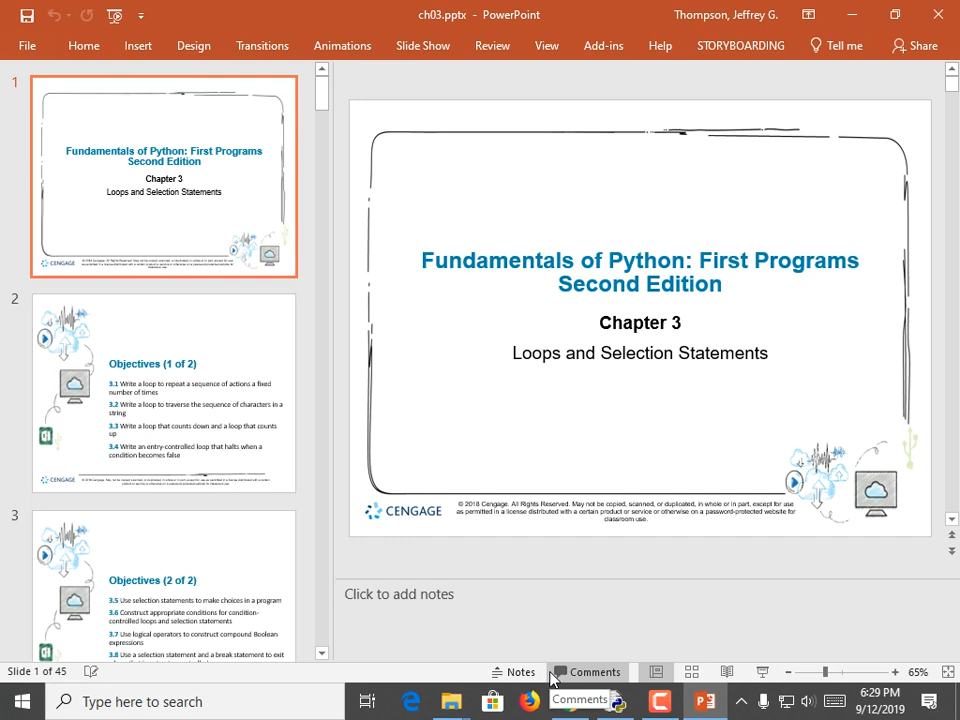 ch03.pptx - PowerPoint
Thompson, Jeffrey G.
File Home Insert Design Transitions Animations Slide Show Review View Add-ins Help STORYBOARDING Tell me Share
1
Fundamentals of Python: First Programs
Second Edition
Chapter 3
Loops and Selection Statements
CENGAGE
2
Objectives (1 of 2)
3.1 Write a loop to repeat a sequence of actions a fixed
number of times
3.2 Write a loop to traverse the sequence of characters in a
string
3.3 Write a loop that counts down and a loop that counts
up
3.4 Write an entry-controlled loop that halts when a
condition becomes false
CENGAGE
3
Objectives (2 of 2)
3.5 Use selection statements to make choices in a program
3.6 Construct appropriate conditions for condition-
controlled loops and selection statements
3.7 Use logical operators to construct compound Boolean
expressions
3.8 Use a selection statement and a break statement to exit
Fundamentals of Python: First Programs
Second Edition
Chapter 3
Loops and Selection Statements
CENGAGE
© 2018 Cengage. All Rights Reserved. May not be copied, scanned, or duplicated, in whole or in part, except for use
as permitted in a license distributed with a certain product or service or otherwise on a password-protected website for
classroom use.
Click to add notes
Slide 1 of 45
Notes
Comments
65%
Comments
Type here to search
6:29 PM
9/12/2019